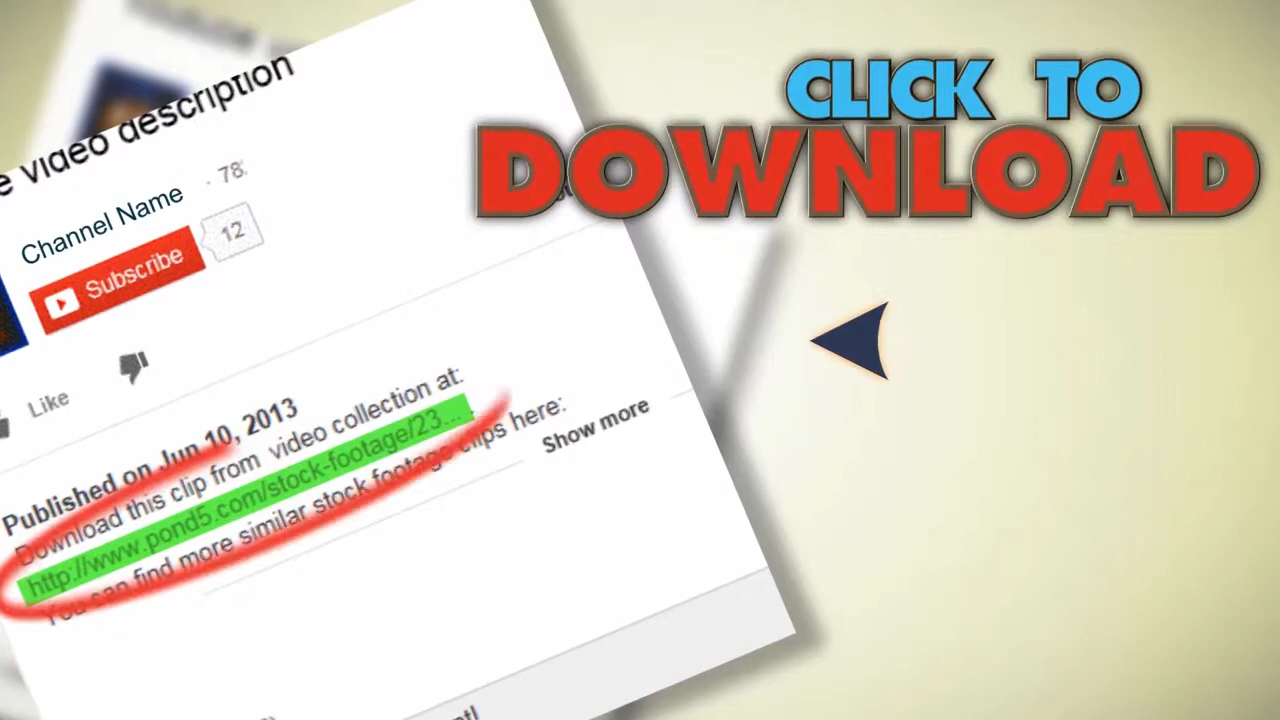 CLICK TO
DOWNLOAD
e video description
Channel Name · 78
Subscribe 12
Like
Published on Jun 10, 2013
Download this clip from video collection at:
http://www.pond5.com/stock-footage/23...
You can find more similar stock footage clips here:
Show more